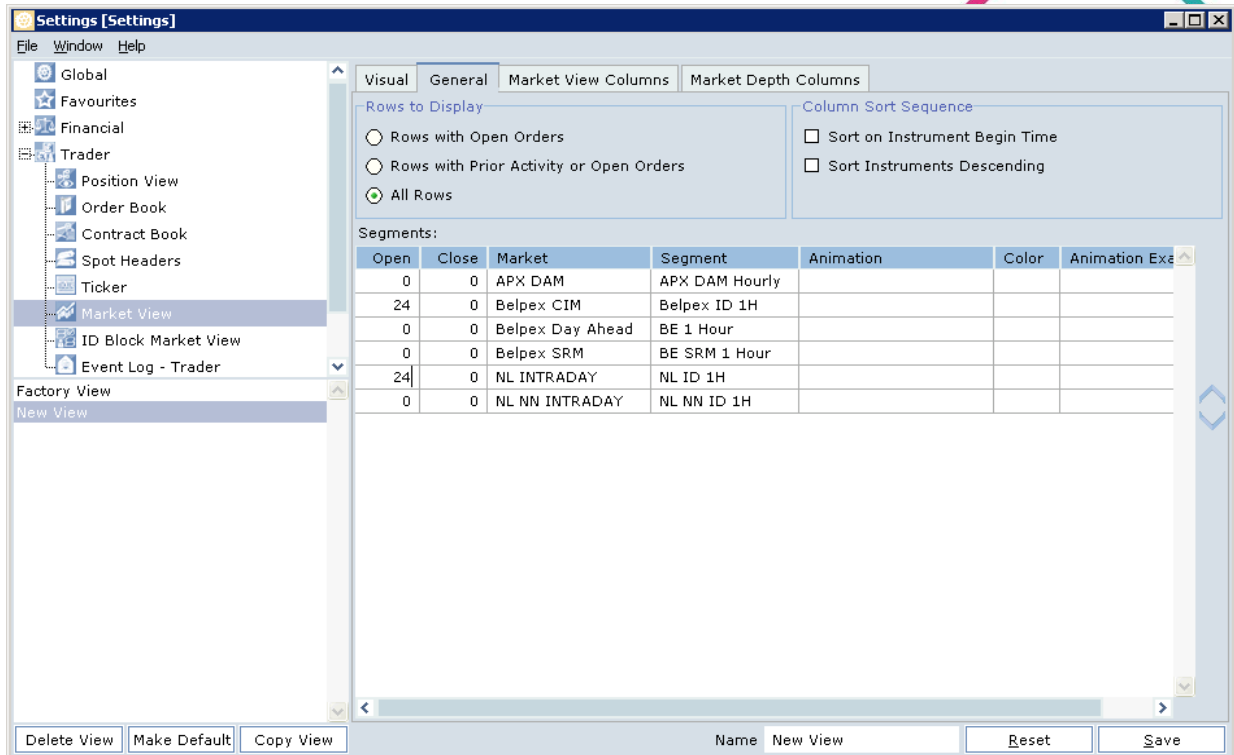 Settings [Settings]
File Window Help
Global
Favourites
Financial
Trader
Position View
Order Book
Contract Book
Spot Headers
Ticker
Market View
ID Block Market View
Event Log - Trader
Factory View
New View
Visual General Market View Columns Market Depth Columns
Rows to Display
Rows with Open Orders
Rows with Prior Activity or Open Orders
All Rows
Column Sort Sequence
Sort on Instrument Begin Time
Sort Instruments Descending
Segments:
Open Close Market Segment Animation Color Animation Exa
0 0 APX DAM APX DAM Hourly
24 0 Belpex CIM Belpex ID 1H
0 0 Belpex Day Ahead BE 1 Hour
0 0 Belpex SRM BE SRM 1 Hour
24 0 NL INTRADAY NL ID 1H
0 0 NL NN INTRADAY NL NN ID 1H
Delete View Make Default Copy View Name New View Reset Save